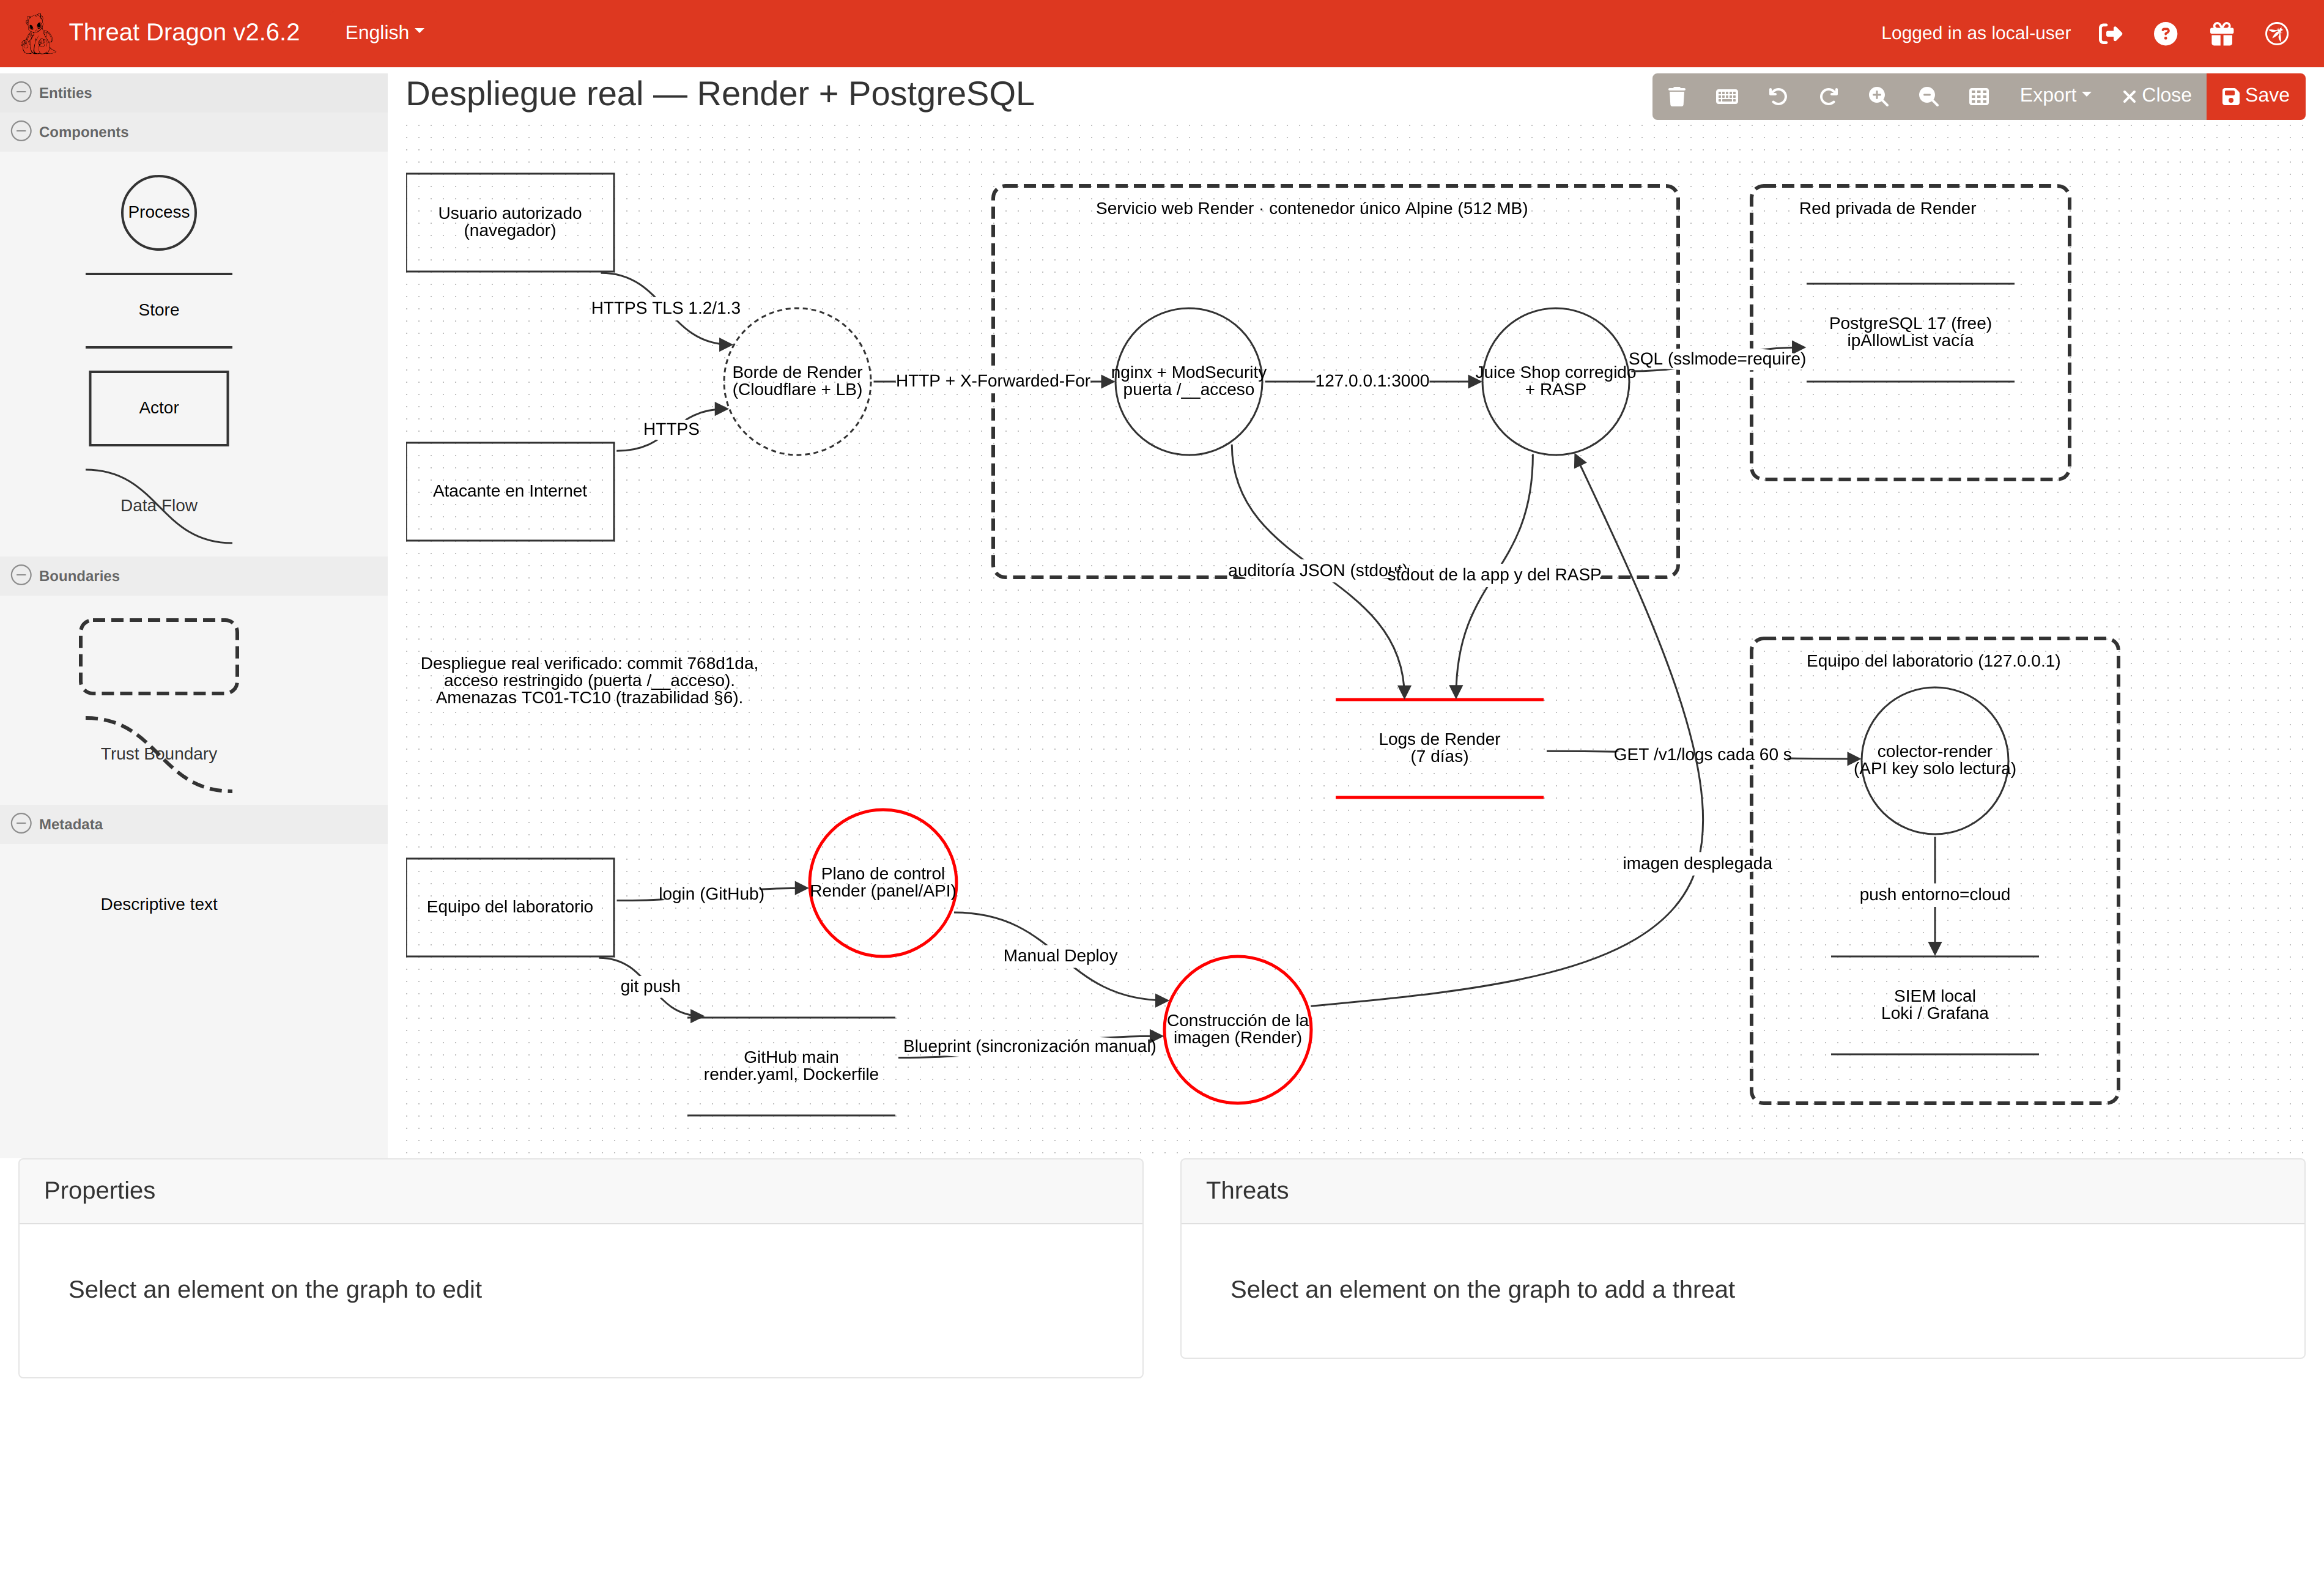 Threat Dragon v2.6.2
English
Logged in as local-user
Entities
Components
Process
Store
Actor
Data Flow
Boundaries
Trust Boundary
Metadata
Descriptive text
Despliegue real — Render + PostgreSQL
Export
Close
Save
Usuario autorizado
(navegador)
HTTPS TLS 1.2/1.3
Borde de Render
(Cloudflare + LB)
HTTPS
Atacante en Internet
HTTP + X-Forwarded-For
Servicio web Render · contenedor único Alpine (512 MB)
nginx + ModSecurity
puerta /__acceso
127.0.0.1:3000
Juice Shop corregido
+ RASP
SQL (sslmode=require)
Red privada de Render
PostgreSQL 17 (free)
ipAllowList vacía
auditoría JSON (stdout)
stdout de la app y del RASP
Despliegue real verificado: commit 768d1da,
acceso restringido (puerta /__acceso).
Amenazas TC01-TC10 (trazabilidad §6).
Logs de Render
(7 días)
GET /v1/logs cada 60 s
Equipo del laboratorio (127.0.0.1)
colector-render
(API key solo lectura)
imagen desplegada
push entorno=cloud
SIEM local
Loki / Grafana
Equipo del laboratorio
login (GitHub)
Plano de control
Render (panel/API)
Manual Deploy
git push
GitHub main
render.yaml, Dockerfile
Blueprint (sincronización manual)
Construcción de la
imagen (Render)
Properties
Select an element on the graph to edit
Threats
Select an element on the graph to add a threat